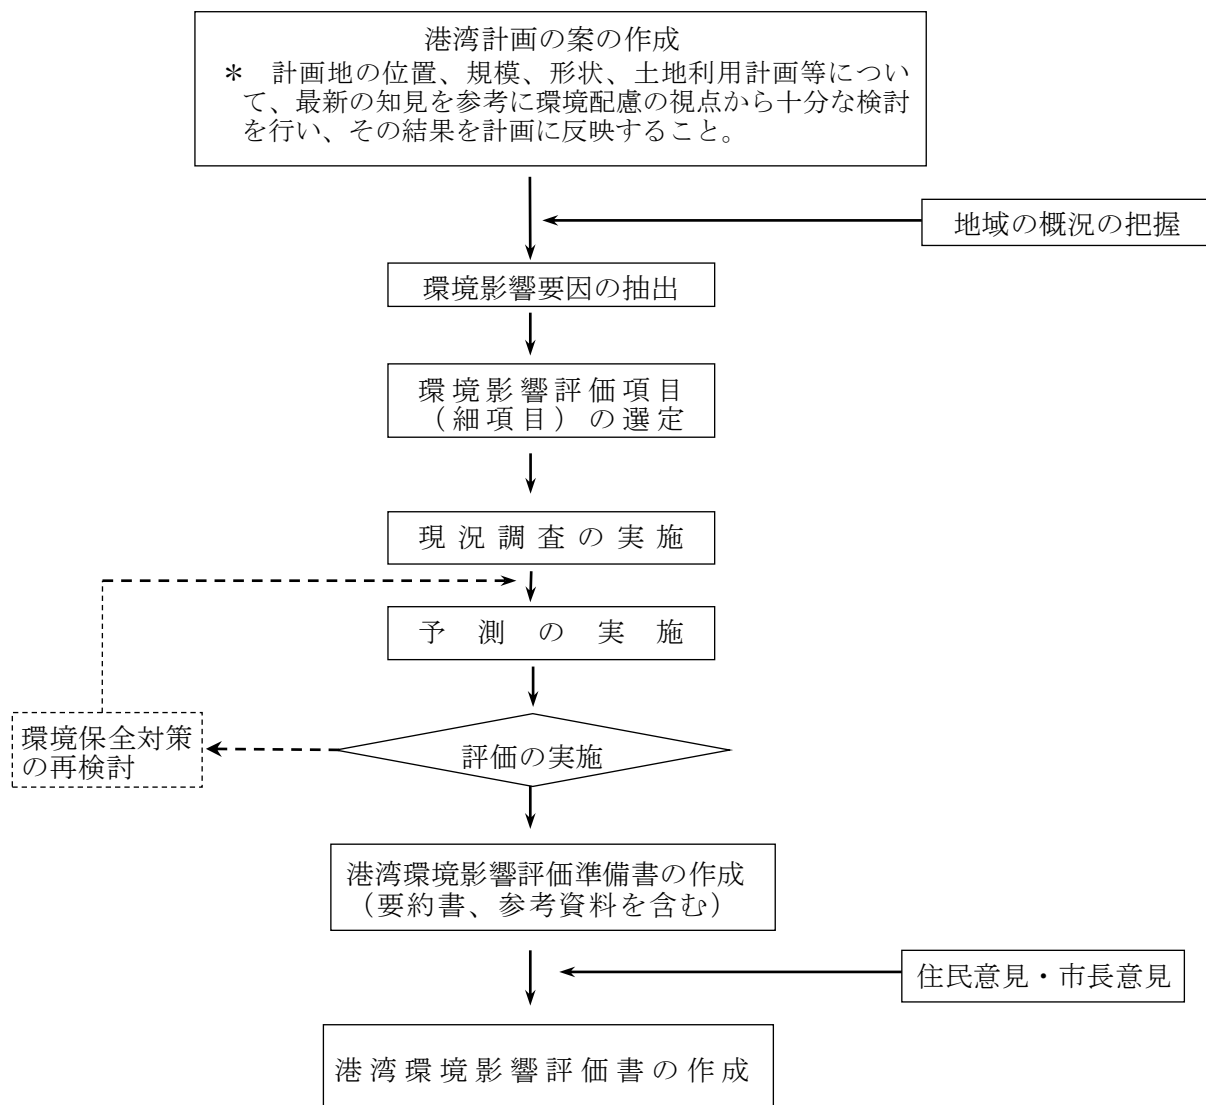 港湾計画の案の作成
＊　計画地の位置、規模、形状、土地利用計画等につい
て、最新の知見を参考に環境配慮の視点から十分な検討
を行い、その結果を計画に反映すること。
地域の概況の把握
環境影響要因の抽出
環境影響評価項目
（細項目）の選定
現況調査の実施
予測の実施
環境保全対策
の再検討
評価の実施
港湾環境影響評価準備書の作成
（要約書、参考資料を含む）
住民意見・市長意見
港湾環境影響評価書の作成